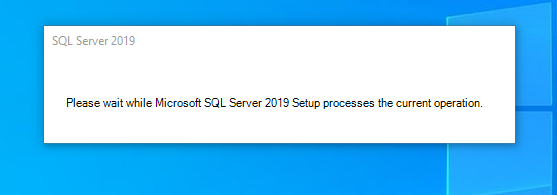 SQL Server 2019
Please wait while Microsoft SQL Server 2019 Setup processes the current operation.